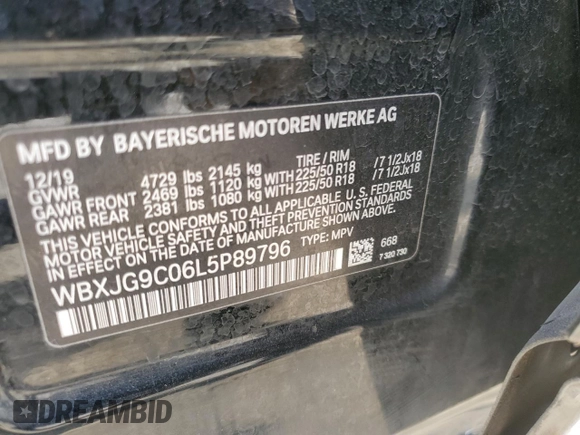 MFD BY BAYERISCHE MOTOREN WERKE AG
12/19 TIRE / RIM
GVWR 4729 lbs 2145 kg
GAWR FRONT 2469 lbs 1120 kg WITH 225/50 R18 /7 1/2Jx18
GAWR REAR 2381 lbs 1080 kg WITH 225/50 R18 /7 1/2Jx18
THIS VEHICLE CONFORMS TO ALL APPLICABLE U.S. FEDERAL
MOTOR VEHICLE SAFETY AND THEFT PREVENTION STANDARDS
IN EFFECT ON THE DATE OF MANUFACTURE SHOWN ABOVE.
WBXJG9C06L5P89796 TYPE: MPV
668
7 320 730
DREAMBID